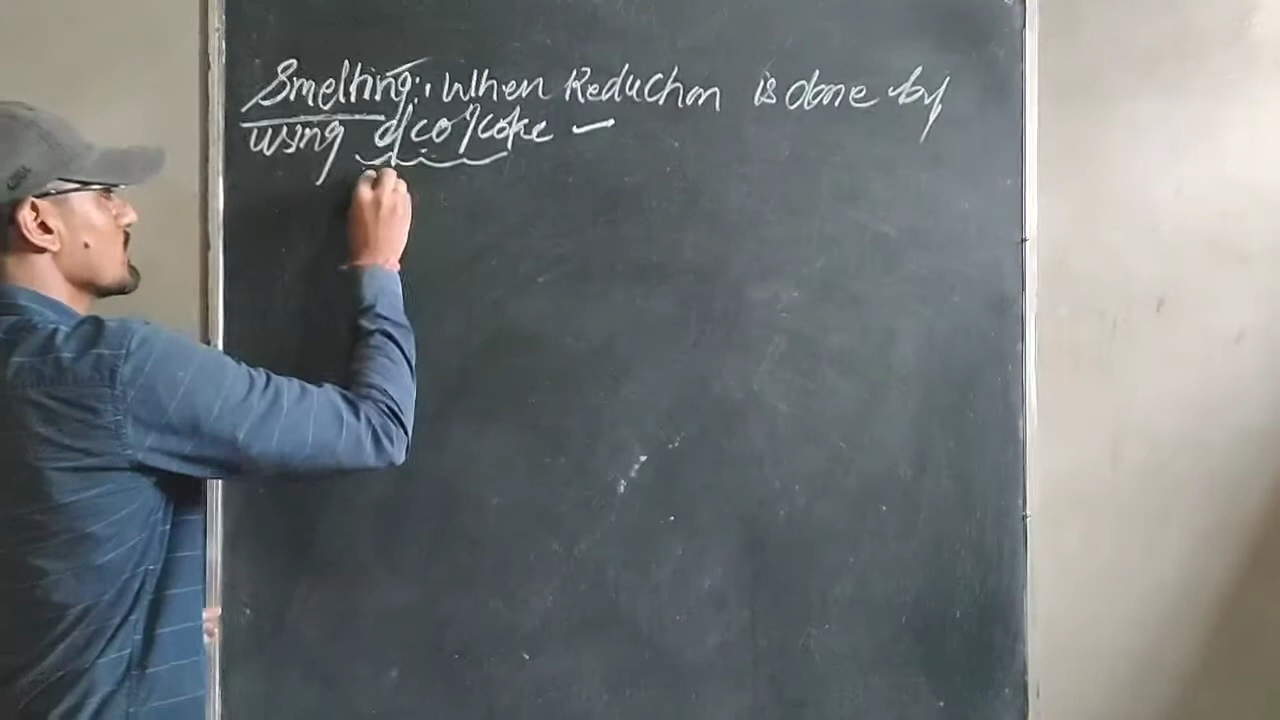 Smelting:. When Reduction is done by
using c/co/coke —